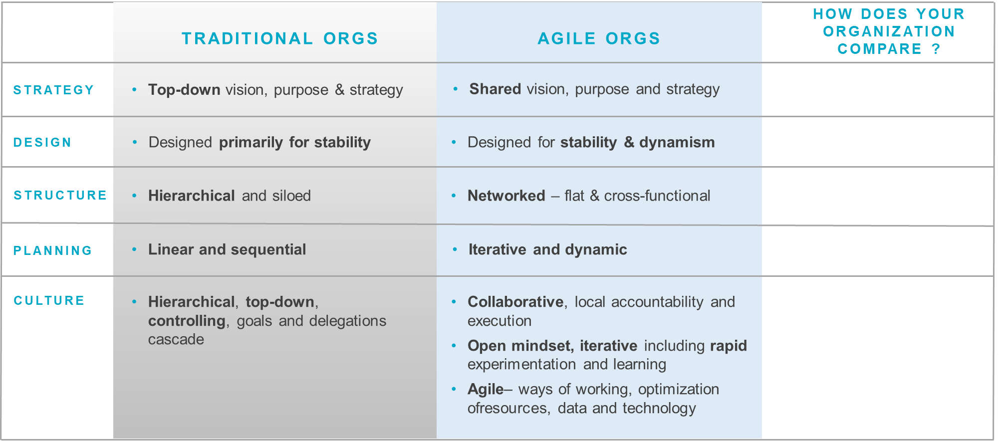 TRADITIONAL ORGS
AGILE ORGS
HOW DOES YOUR
ORGANIZATION
COMPARE ?
STRATEGY
• Top-down vision, purpose & strategy
• Shared vision, purpose and strategy
DESIGN
• Designed primarily for stability
• Designed for stability & dynamism
STRUCTURE
• Hierarchical and siloed
• Networked – flat & cross-functional
PLANNING
• Linear and sequential
• Iterative and dynamic
CULTURE
• Hierarchical, top-down,
controlling, goals and delegations
cascade
• Collaborative, local accountability and
execution
• Open mindset, iterative including rapid
experimentation and learning
• Agile– ways of working, optimization
ofresources, data and technology